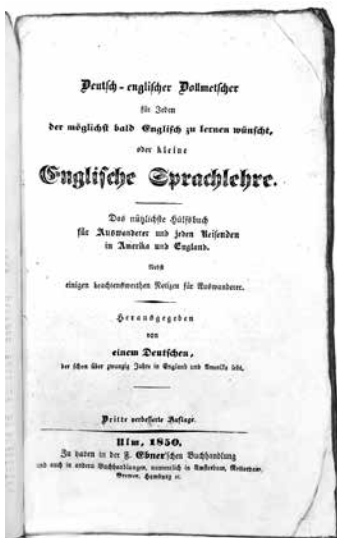 Deutsch-englischer Dollmetscher
für Jeden
der möglichst bald Englisch zu lernen wünscht,
oder kleine
Englische Sprachlehre.
Das nützlichste Hülfsbuch
für Auswanderer und jeden Reisenden
in Amerika und England.
Nebst
einigen beachtenswerthen Notizen für Auswanderer.
Herausgegeben
von
einem Deutschen,
der schon über zwanzig Jahre in England und Amerika lebt.
Dritte verbesserte Auflage.
Ulm, 1850.
Zu haben in der F. Ebner'schen Buchhandlung
und auch in andern Buchhandlungen, namentlich in Amsterdam, Rotterdam,
Bremen, Hamburg ꝛc.